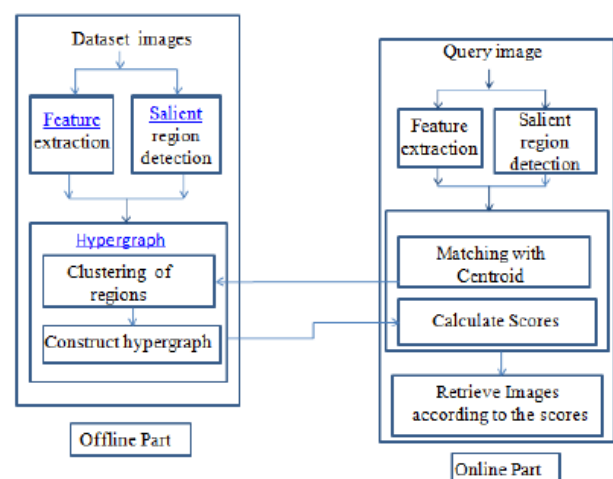 Dataset images
Feature
extraction
Salient
region
detection
Hypergraph
Clustering of
regions
Construct hypergraph
Offline Part
Query image
Feature
extraction
Salient
region
detection
Matching with
Centroid
Calculate Scores
Retrieve Images
according to the scores
Online Part